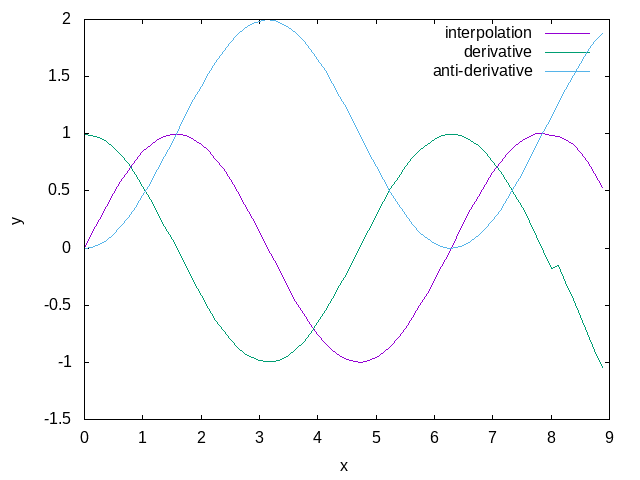 2
1.5
1
0.5
0
-0.5
-1
-1.5
y
interpolation
derivative
anti-derivative
0 1 2 3 4 5 6 7 8 9
x